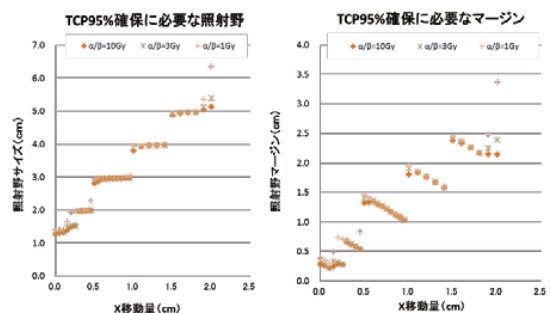 TCP95%確保に必要な照射野
◆α/β=10Gy ×α/β=3Gy +α/β=1Gy
7.0
6.0
5.0
4.0
3.0
2.0
1.0
0.0
照射野サイズ(cm)
0.0 0.5 1.0 1.5 2.0 2.5
X移動量(cm)
TCP95%確保に必要なマージン
◆α/β=10Gy ×α/β=3Gy +α/β=1Gy
4.0
3.5
3.0
2.5
2.0
1.5
1.0
0.5
0.0
照射野マージン(cm)
0.0 0.5 1.0 1.5 2.0 2.5
X移動量(cm)